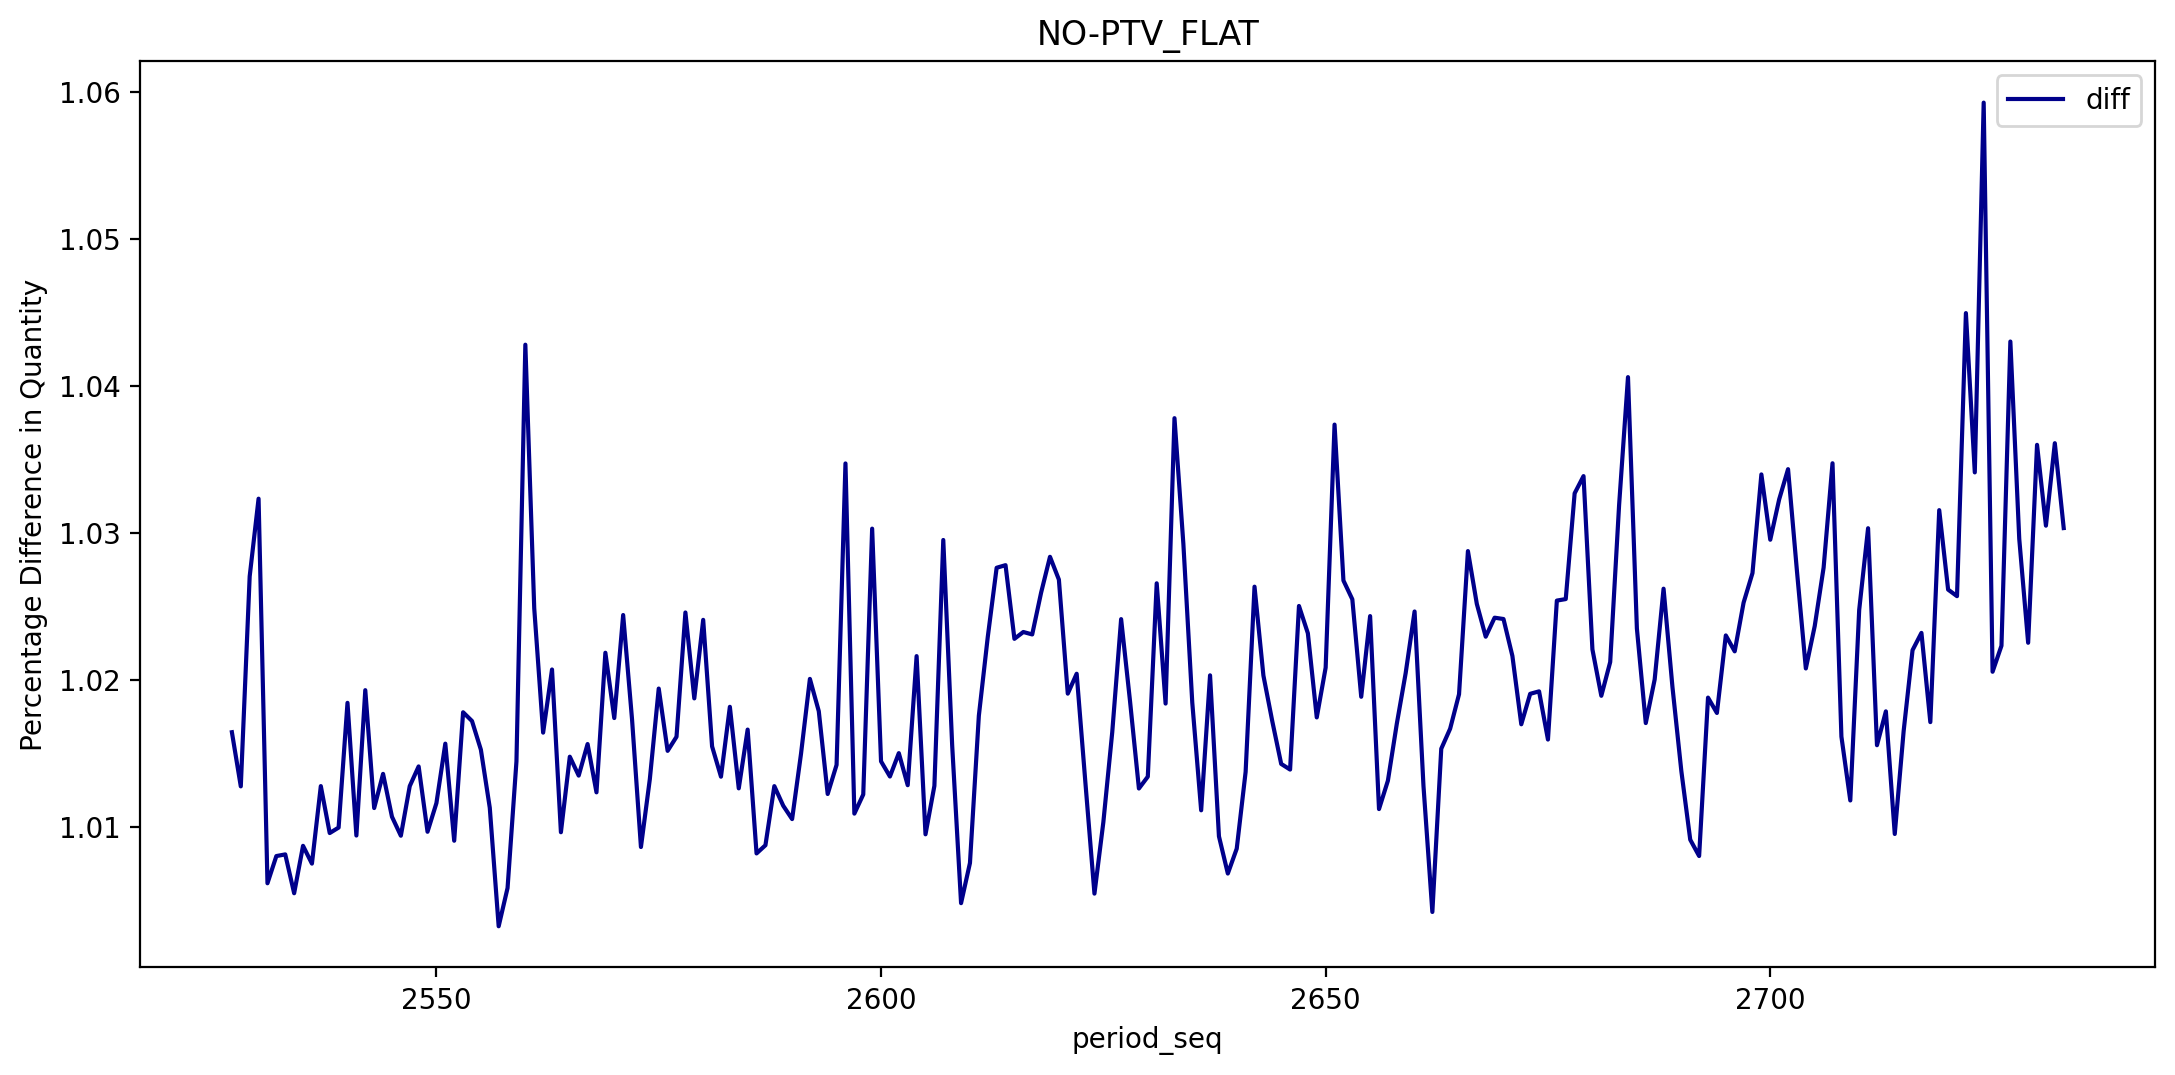 NO-PTV_FLAT
diff
Percentage Difference in Quantity
1.06
1.05
1.04
1.03
1.02
1.01
2550
2600
2650
2700
period_seq